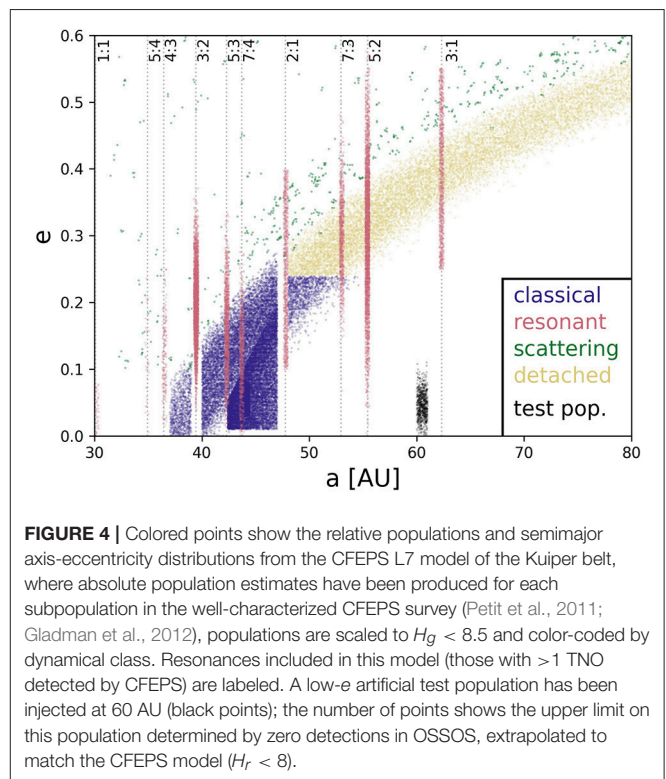 0.6
0.5
0.4
0.3
0.2
0.1
0.0
e
1:1
5:4
4:3
3:2
5:3
7:4
2:1
7:3
5:2
3:1
classical
resonant
scattering
detached
test pop.
30
40
50
60
70
80
a [AU]
FIGURE 4 | Colored points show the relative populations and semimajor
axis-eccentricity distributions from the CFEPS L7 model of the Kuiper belt,
where absolute population estimates have been produced for each
subpopulation in the well-characterized CFEPS survey (Petit et al., 2011;
Gladman et al., 2012), populations are scaled to Hg < 8.5 and color-coded by
dynamical class. Resonances included in this model (those with >1 TNO
detected by CFEPS) are labeled. A low-e artificial test population has been
injected at 60 AU (black points); the number of points shows the upper limit on
this population determined by zero detections in OSSOS, extrapolated to
match the CFEPS model (Hr < 8).